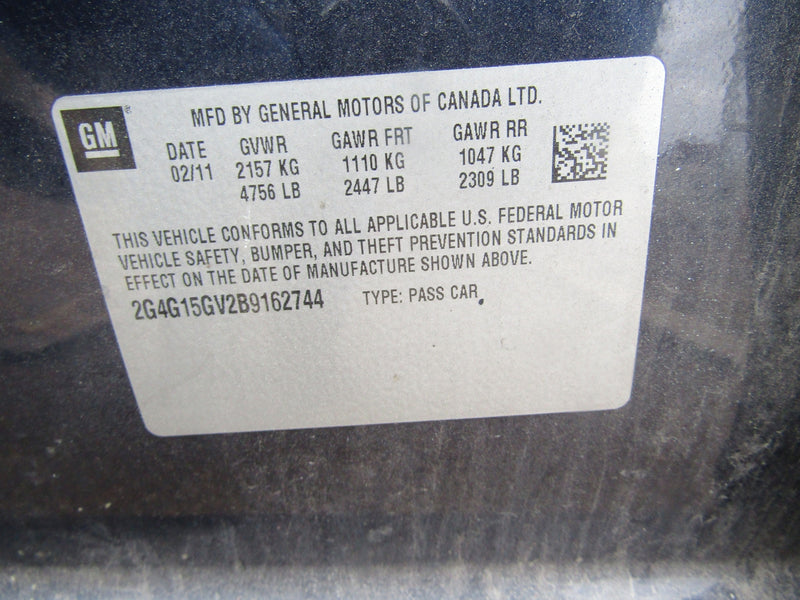 MFD BY GENERAL MOTORS OF CANADA LTD.
GM ®
DATE GVWR GAWR FRT GAWR RR
02/11 2157 KG 1110 KG 1047 KG
4756 LB 2447 LB 2309 LB
THIS VEHICLE CONFORMS TO ALL APPLICABLE U.S. FEDERAL MOTOR
VEHICLE SAFETY, BUMPER, AND THEFT PREVENTION STANDARDS IN
EFFECT ON THE DATE OF MANUFACTURE SHOWN ABOVE.
2G4G15GV2B9162744 TYPE: PASS CAR